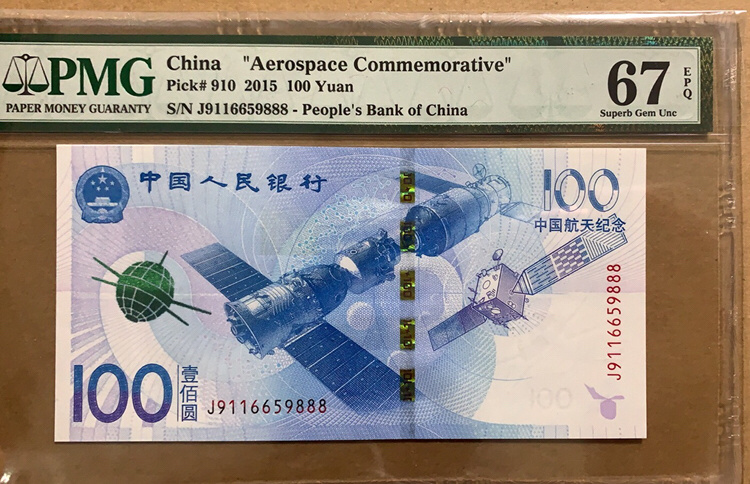 PMG
PAPER MONEY GUARANTY
China "Aerospace Commemorative"
Pick# 910 2015 100 Yuan
S/N J9116659888 - People's Bank of China
67 EPQ
Superb Gem Unc
中国人民银行
100
中国航天纪念
J9116659888
100
壹佰圆
J9116659888
100